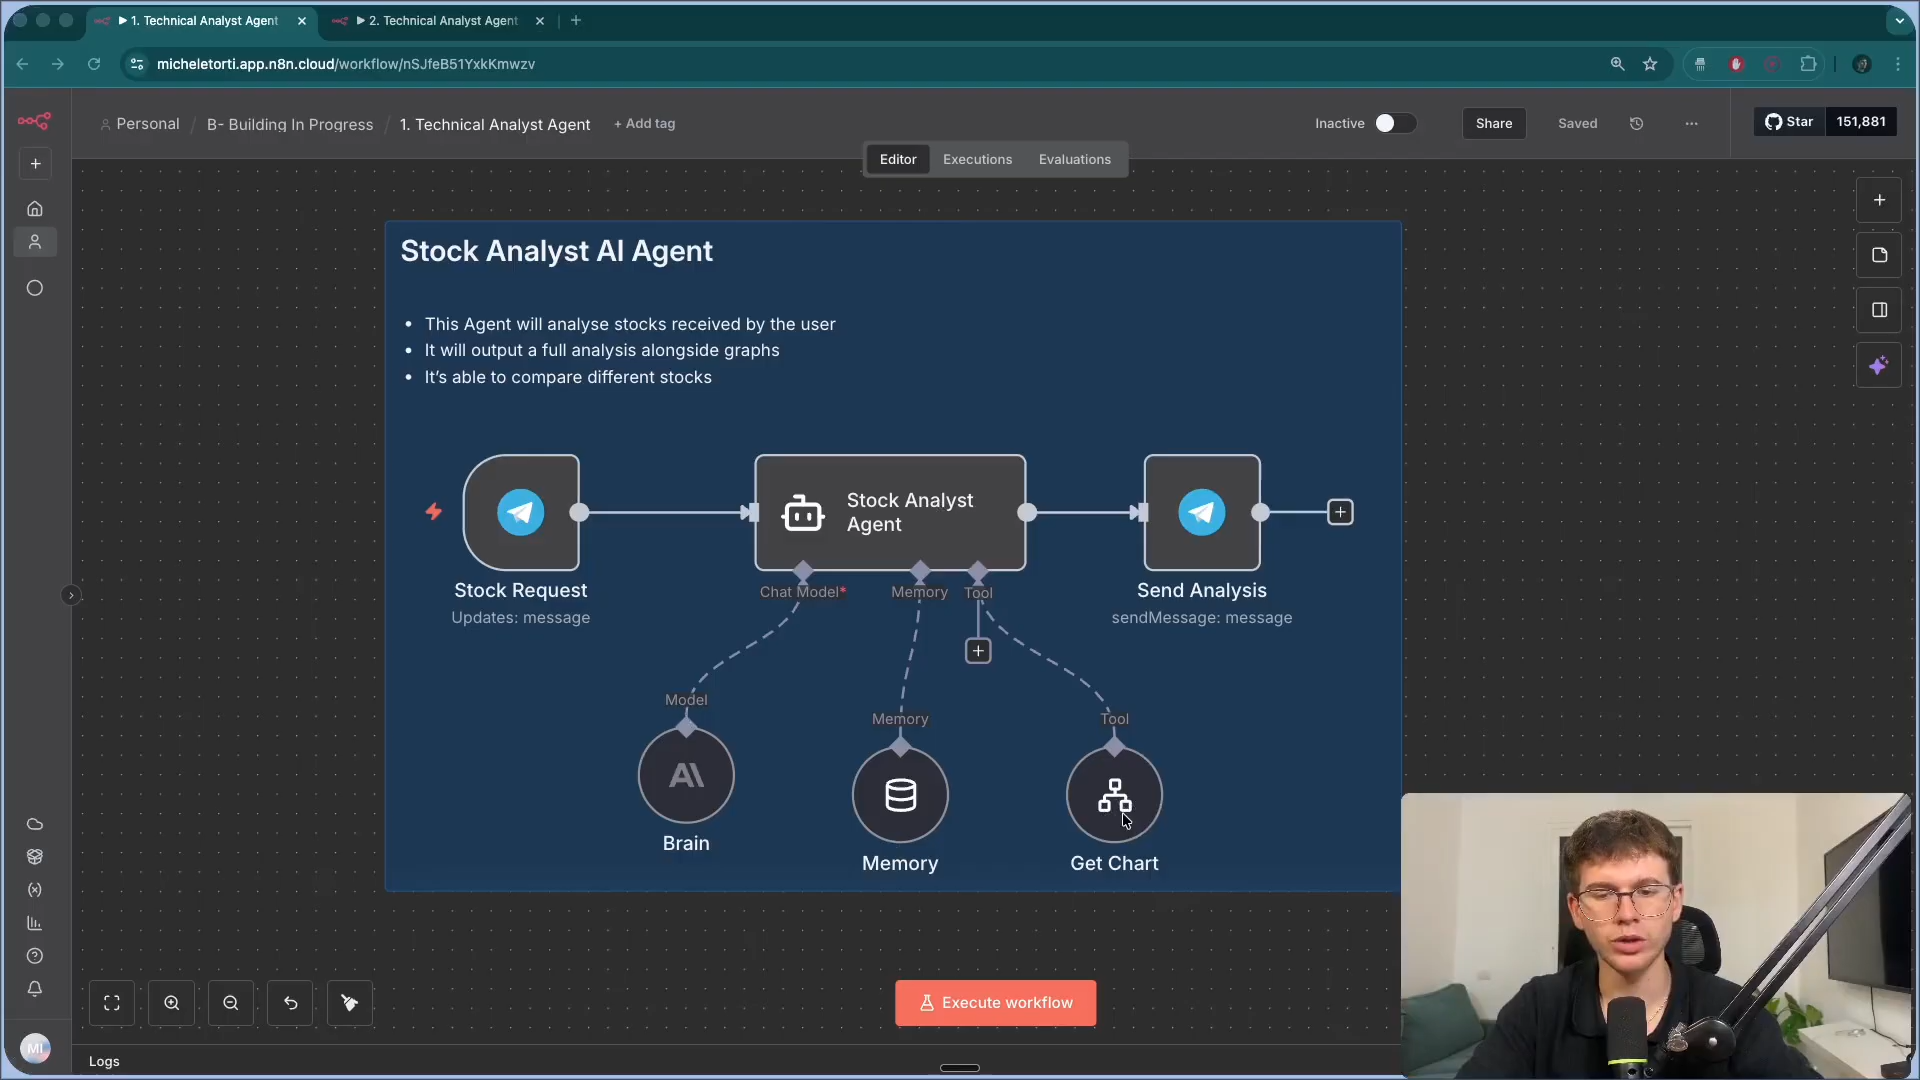 1. Technical Analyst Agent
2. Technical Analyst Agent
micheletorti.app.n8n.cloud/workflow/nSJfeB51YxkKmwzv
Personal / B- Building In Progress / 1. Technical Analyst Agent + Add tag
Inactive
Share
Saved
Star 151,881
Editor Executions Evaluations
Stock Analyst AI Agent
• This Agent will analyse stocks received by the user
• It will output a full analysis alongside graphs
• It's able to compare different stocks
Stock Analyst
Agent
Stock Request
Updates: message
Chat Model*
Memory
Tool
Send Analysis
sendMessage: message
Model
Memory
Tool
Brain
Memory
Get Chart
Execute workflow
MI
Logs